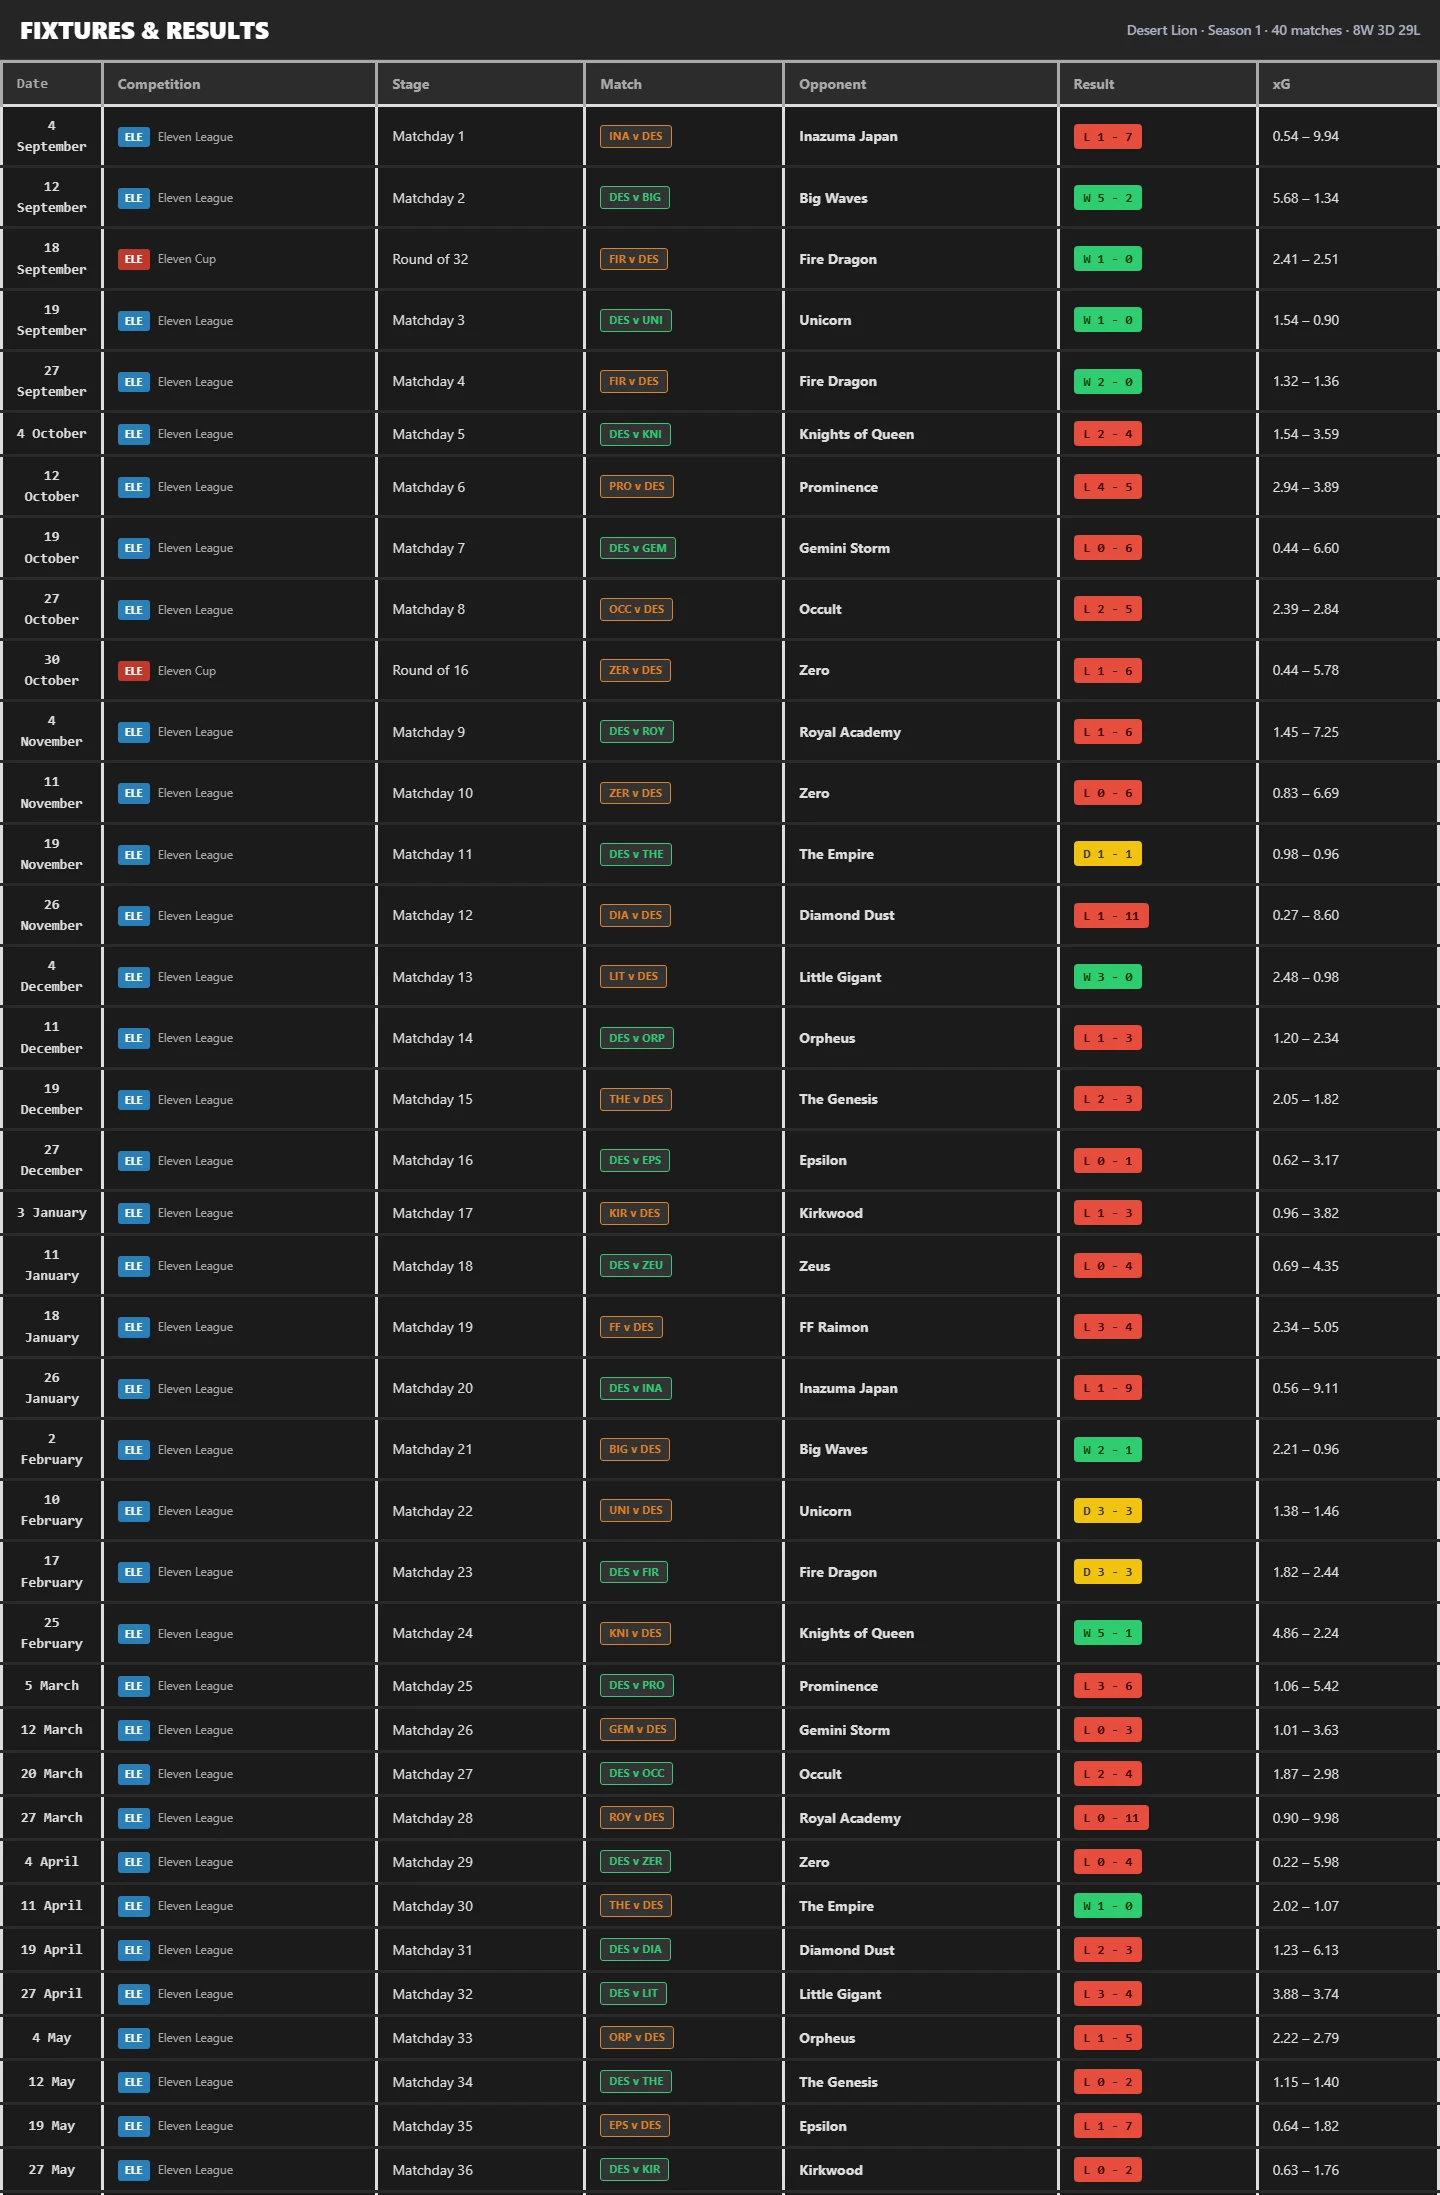 FIXTURES & RESULTS
Desert Lion · Season 1 · 40 matches · 8W 3D 29L
Date Competition Stage Match Opponent Result xG
4 September ELE Eleven League Matchday 1 INA v DES Inazuma Japan L 1 - 7 0.54 – 9.94
12 September ELE Eleven League Matchday 2 DES v BIG Big Waves W 5 - 2 5.68 – 1.34
18 September ELE Eleven Cup Round of 32 FIR v DES Fire Dragon W 1 - 0 2.41 – 2.51
19 September ELE Eleven League Matchday 3 DES v UNI Unicorn W 1 - 0 1.54 – 0.90
27 September ELE Eleven League Matchday 4 FIR v DES Fire Dragon W 2 - 0 1.32 – 1.36
4 October ELE Eleven League Matchday 5 DES v KNI Knights of Queen L 2 - 4 1.54 – 3.59
12 October ELE Eleven League Matchday 6 PRO v DES Prominence L 4 - 5 2.94 – 3.89
19 October ELE Eleven League Matchday 7 DES v GEM Gemini Storm L 0 - 6 0.44 – 6.60
27 October ELE Eleven League Matchday 8 OCC v DES Occult L 2 - 5 2.39 – 2.84
30 October ELE Eleven Cup Round of 16 ZER v DES Zero L 1 - 6 0.44 – 5.78
4 November ELE Eleven League Matchday 9 DES v ROY Royal Academy L 1 - 6 1.45 – 7.25
11 November ELE Eleven League Matchday 10 ZER v DES Zero L 0 - 6 0.83 – 6.69
19 November ELE Eleven League Matchday 11 DES v THE The Empire D 1 - 1 0.98 – 0.96
26 November ELE Eleven League Matchday 12 DIA v DES Diamond Dust L 1 - 11 0.27 – 8.60
4 December ELE Eleven League Matchday 13 LIT v DES Little Gigant W 3 - 0 2.48 – 0.98
11 December ELE Eleven League Matchday 14 DES v ORP Orpheus L 1 - 3 1.20 – 2.34
19 December ELE Eleven League Matchday 15 THE v DES The Genesis L 2 - 3 2.05 – 1.82
27 December ELE Eleven League Matchday 16 DES v EPS Epsilon L 0 - 1 0.62 – 3.17
3 January ELE Eleven League Matchday 17 KIR v DES Kirkwood L 1 - 3 0.96 – 3.82
11 January ELE Eleven League Matchday 18 DES v ZEU Zeus L 0 - 4 0.69 – 4.35
18 January ELE Eleven League Matchday 19 FF v DES FF Raimon L 3 - 4 2.34 – 5.05
26 January ELE Eleven League Matchday 20 DES v INA Inazuma Japan L 1 - 9 0.56 – 9.11
2 February ELE Eleven League Matchday 21 BIG v DES Big Waves W 2 - 1 2.21 – 0.96
10 February ELE Eleven League Matchday 22 UNI v DES Unicorn D 3 - 3 1.38 – 1.46
17 February ELE Eleven League Matchday 23 DES v FIR Fire Dragon D 3 - 3 1.82 – 2.44
25 February ELE Eleven League Matchday 24 KNI v DES Knights of Queen W 5 - 1 4.86 – 2.24
5 March ELE Eleven League Matchday 25 DES v PRO Prominence L 3 - 6 1.06 – 5.42
12 March ELE Eleven League Matchday 26 GEM v DES Gemini Storm L 0 - 3 1.01 – 3.63
20 March ELE Eleven League Matchday 27 DES v OCC Occult L 2 - 4 1.87 – 2.98
27 March ELE Eleven League Matchday 28 ROY v DES Royal Academy L 0 - 11 0.90 – 9.98
4 April ELE Eleven League Matchday 29 DES v ZER Zero L 0 - 4 0.22 – 5.98
11 April ELE Eleven League Matchday 30 THE v DES The Empire W 1 - 0 2.02 – 1.07
19 April ELE Eleven League Matchday 31 DES v DIA Diamond Dust L 2 - 3 1.23 – 6.13
27 April ELE Eleven League Matchday 32 DES v LIT Little Gigant L 3 - 4 3.88 – 3.74
4 May ELE Eleven League Matchday 33 ORP v DES Orpheus L 1 - 5 2.22 – 2.79
12 May ELE Eleven League Matchday 34 DES v THE The Genesis L 0 - 2 1.15 – 1.40
19 May ELE Eleven League Matchday 35 EPS v DES Epsilon L 1 - 7 0.64 – 1.82
27 May ELE Eleven League Matchday 36 DES v KIR Kirkwood L 0 - 2 0.63 – 1.76